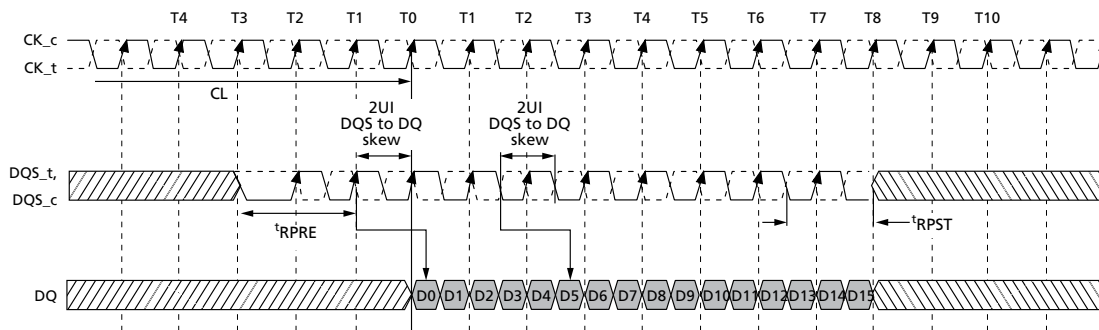 T4 T3 T2 T1 T0 T1 T2 T3 T4 T5 T6 T7 T8 T9 T10
CK_c
CK_t
CL
2UI
DQS to DQ
skew
2UI
DQS to DQ
skew
DQS_t,
DQS_c
tRPRE
tRPST
DQ
D0 D1 D2 D3 D4 D5 D6 D7 D8 D9 D10 D11 D12 D13 D14 D15